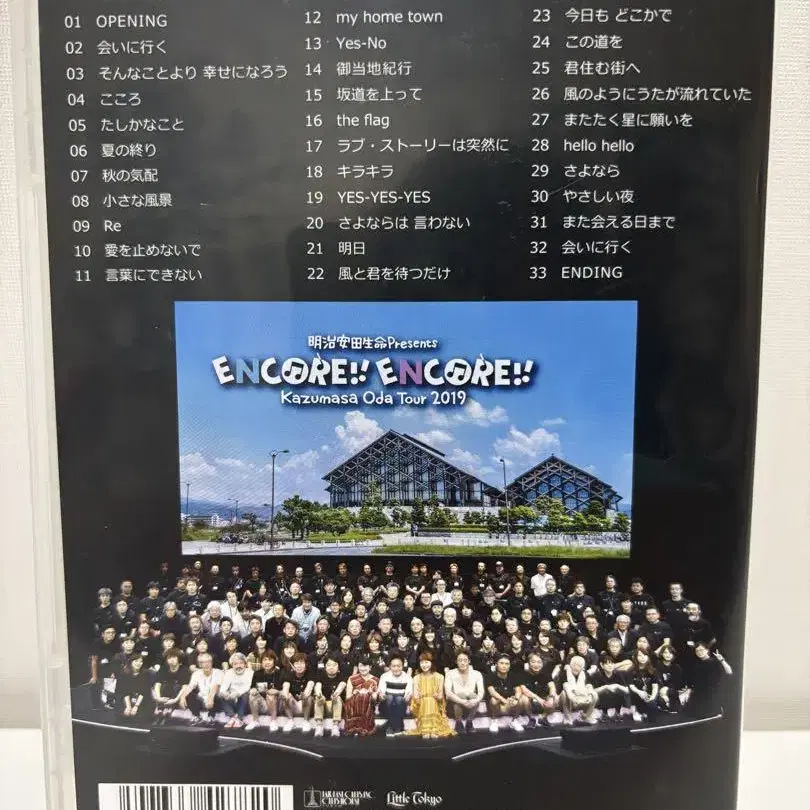 01 OPENING
02 会いに行く
03 そんなことより 幸せになろう
04 こころ
05 たしかなこと
06 夏の終り
07 秋の気配
08 小さな風景
09 Re
10 愛を止めないで
11 言葉にできない
12 my home town
13 Yes-No
14 御当地紀行
15 坂道を上って
16 the flag
17 ラブ・ストーリーは突然に
18 キラキラ
19 YES-YES-YES
20 さよならは 言わない
21 明日
22 風と君を待つだけ
23 今日も どこかで
24 この道を
25 君住む街へ
26 風のようにうたが流れていた
27 またたく星に願いを
28 hello hello
29 さよなら
30 やさしい夜
31 また会える日まで
32 会いに行く
33 ENDING
明治安田生命Presents
ENCORE!! ENCORE!!
Kazumasa Oda Tour 2019
Little Tokyo